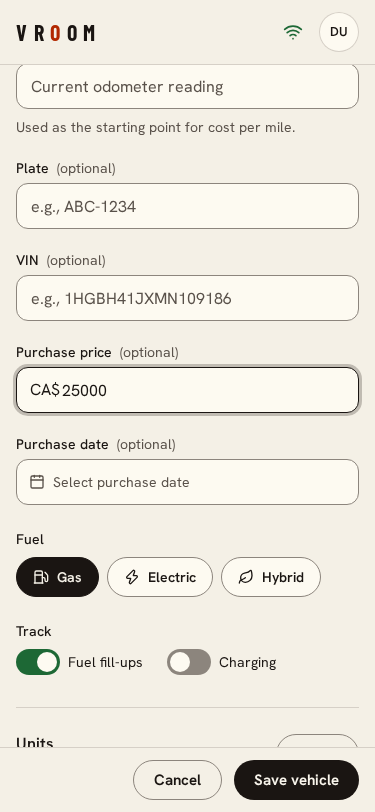 VROOM
DU
Current odometer reading
Used as the starting point for cost per mile.
Plate (optional)
e.g., ABC-1234
VIN (optional)
e.g., 1HGBH41JXMN109186
Purchase price (optional)
CA$ 25000
Purchase date (optional)
Select purchase date
Fuel
Gas Electric Hybrid
Track
Fuel fill-ups Charging
Units
Cancel Save vehicle